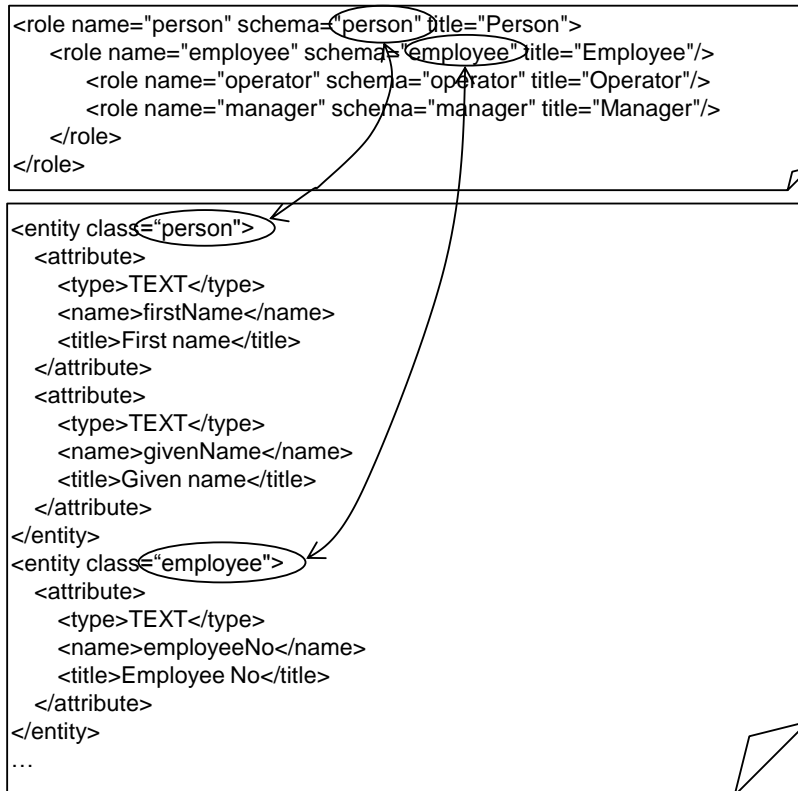 <role name="person" schema="person" title="Person">
<role name="employee" schema="employee" title="Employee"/>
<role name="operator" schema="operator" title="Operator"/>
<role name="manager" schema="manager" title="Manager"/>
</role>
</role>
<entity class=“person">
<attribute>
<type>TEXT</type>
<name>firstName</name>
<title>First name</title>
</attribute>
<attribute>
<type>TEXT</type>
<name>givenName</name>
<title>Given name</title>
</attribute>
</entity>
<entity class=“employee">
<attribute>
<type>TEXT</type>
<name>employeeNo</name>
<title>Employee No</title>
</attribute>
</entity>
…